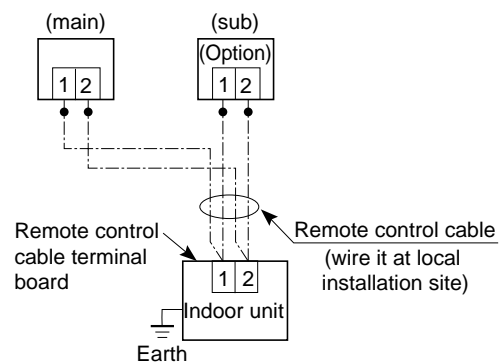 (main)
(sub)
(Option)
1 2
1 2
Remote control
cable terminal
board
Remote control cable
(wire it at local
installation site)
1 2
Indoor unit
Earth